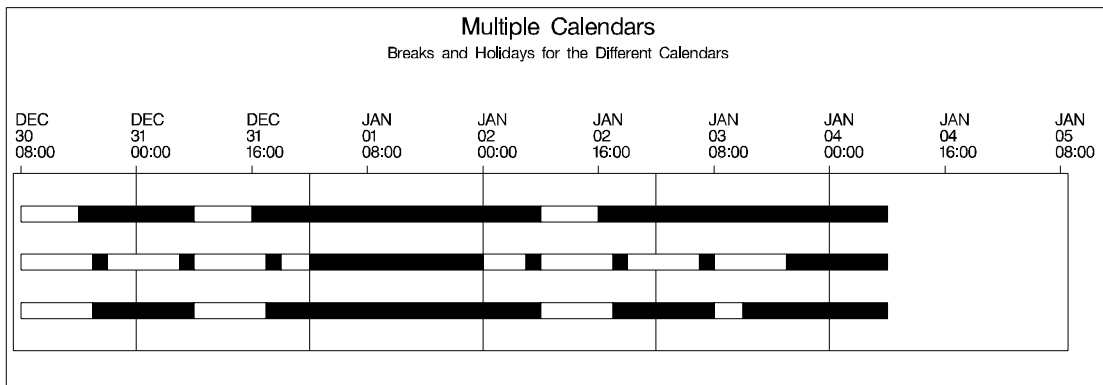 Multiple Calendars
Breaks and Holidays for the Different Calendars
DEC DEC DEC JAN JAN JAN JAN JAN JAN JAN
30 31 31 01 02 02 03 04 04 05
08:00 00:00 16:00 08:00 00:00 16:00 08:00 00:00 16:00 08:00